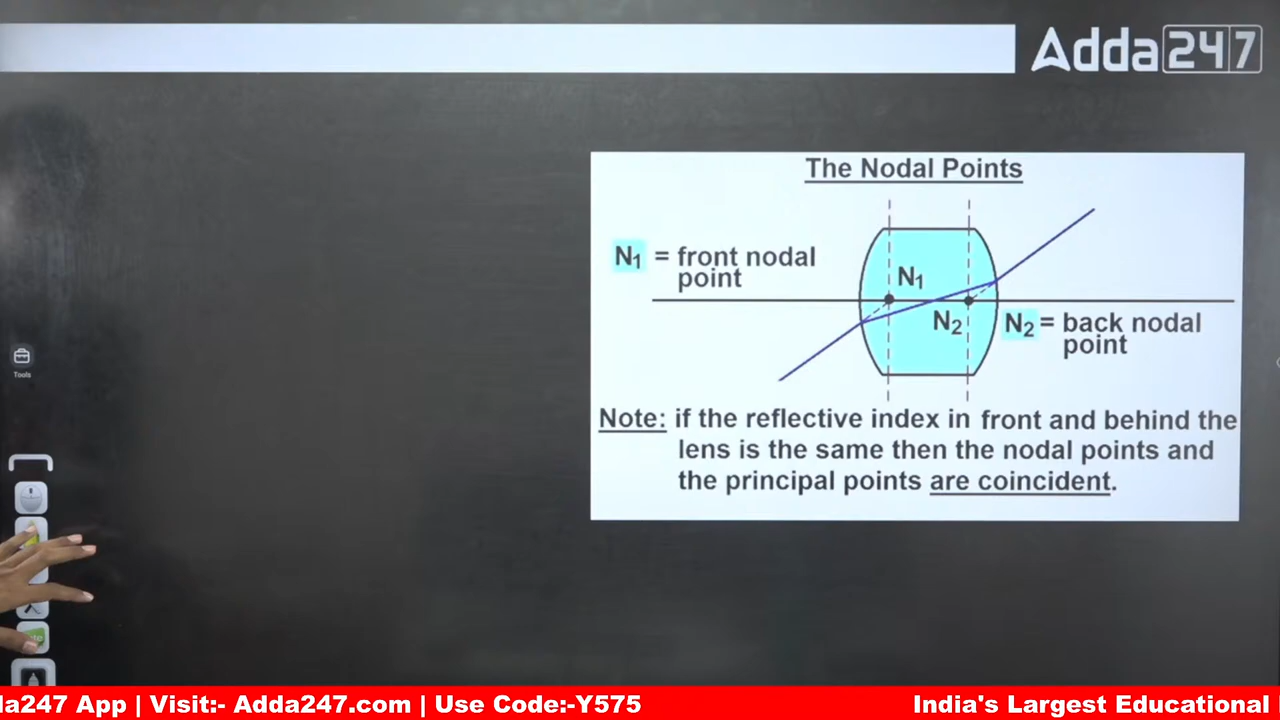 Adda247
The Nodal Points
N1 = front nodal
point
N1
N2
N2 = back nodal
point
Tools
Note: if the reflective index in front and behind the
lens is the same then the nodal points and
the principal points are coincident.
da247 App | Visit:- Adda247.com | Use Code:-Y575
India's Largest Educational